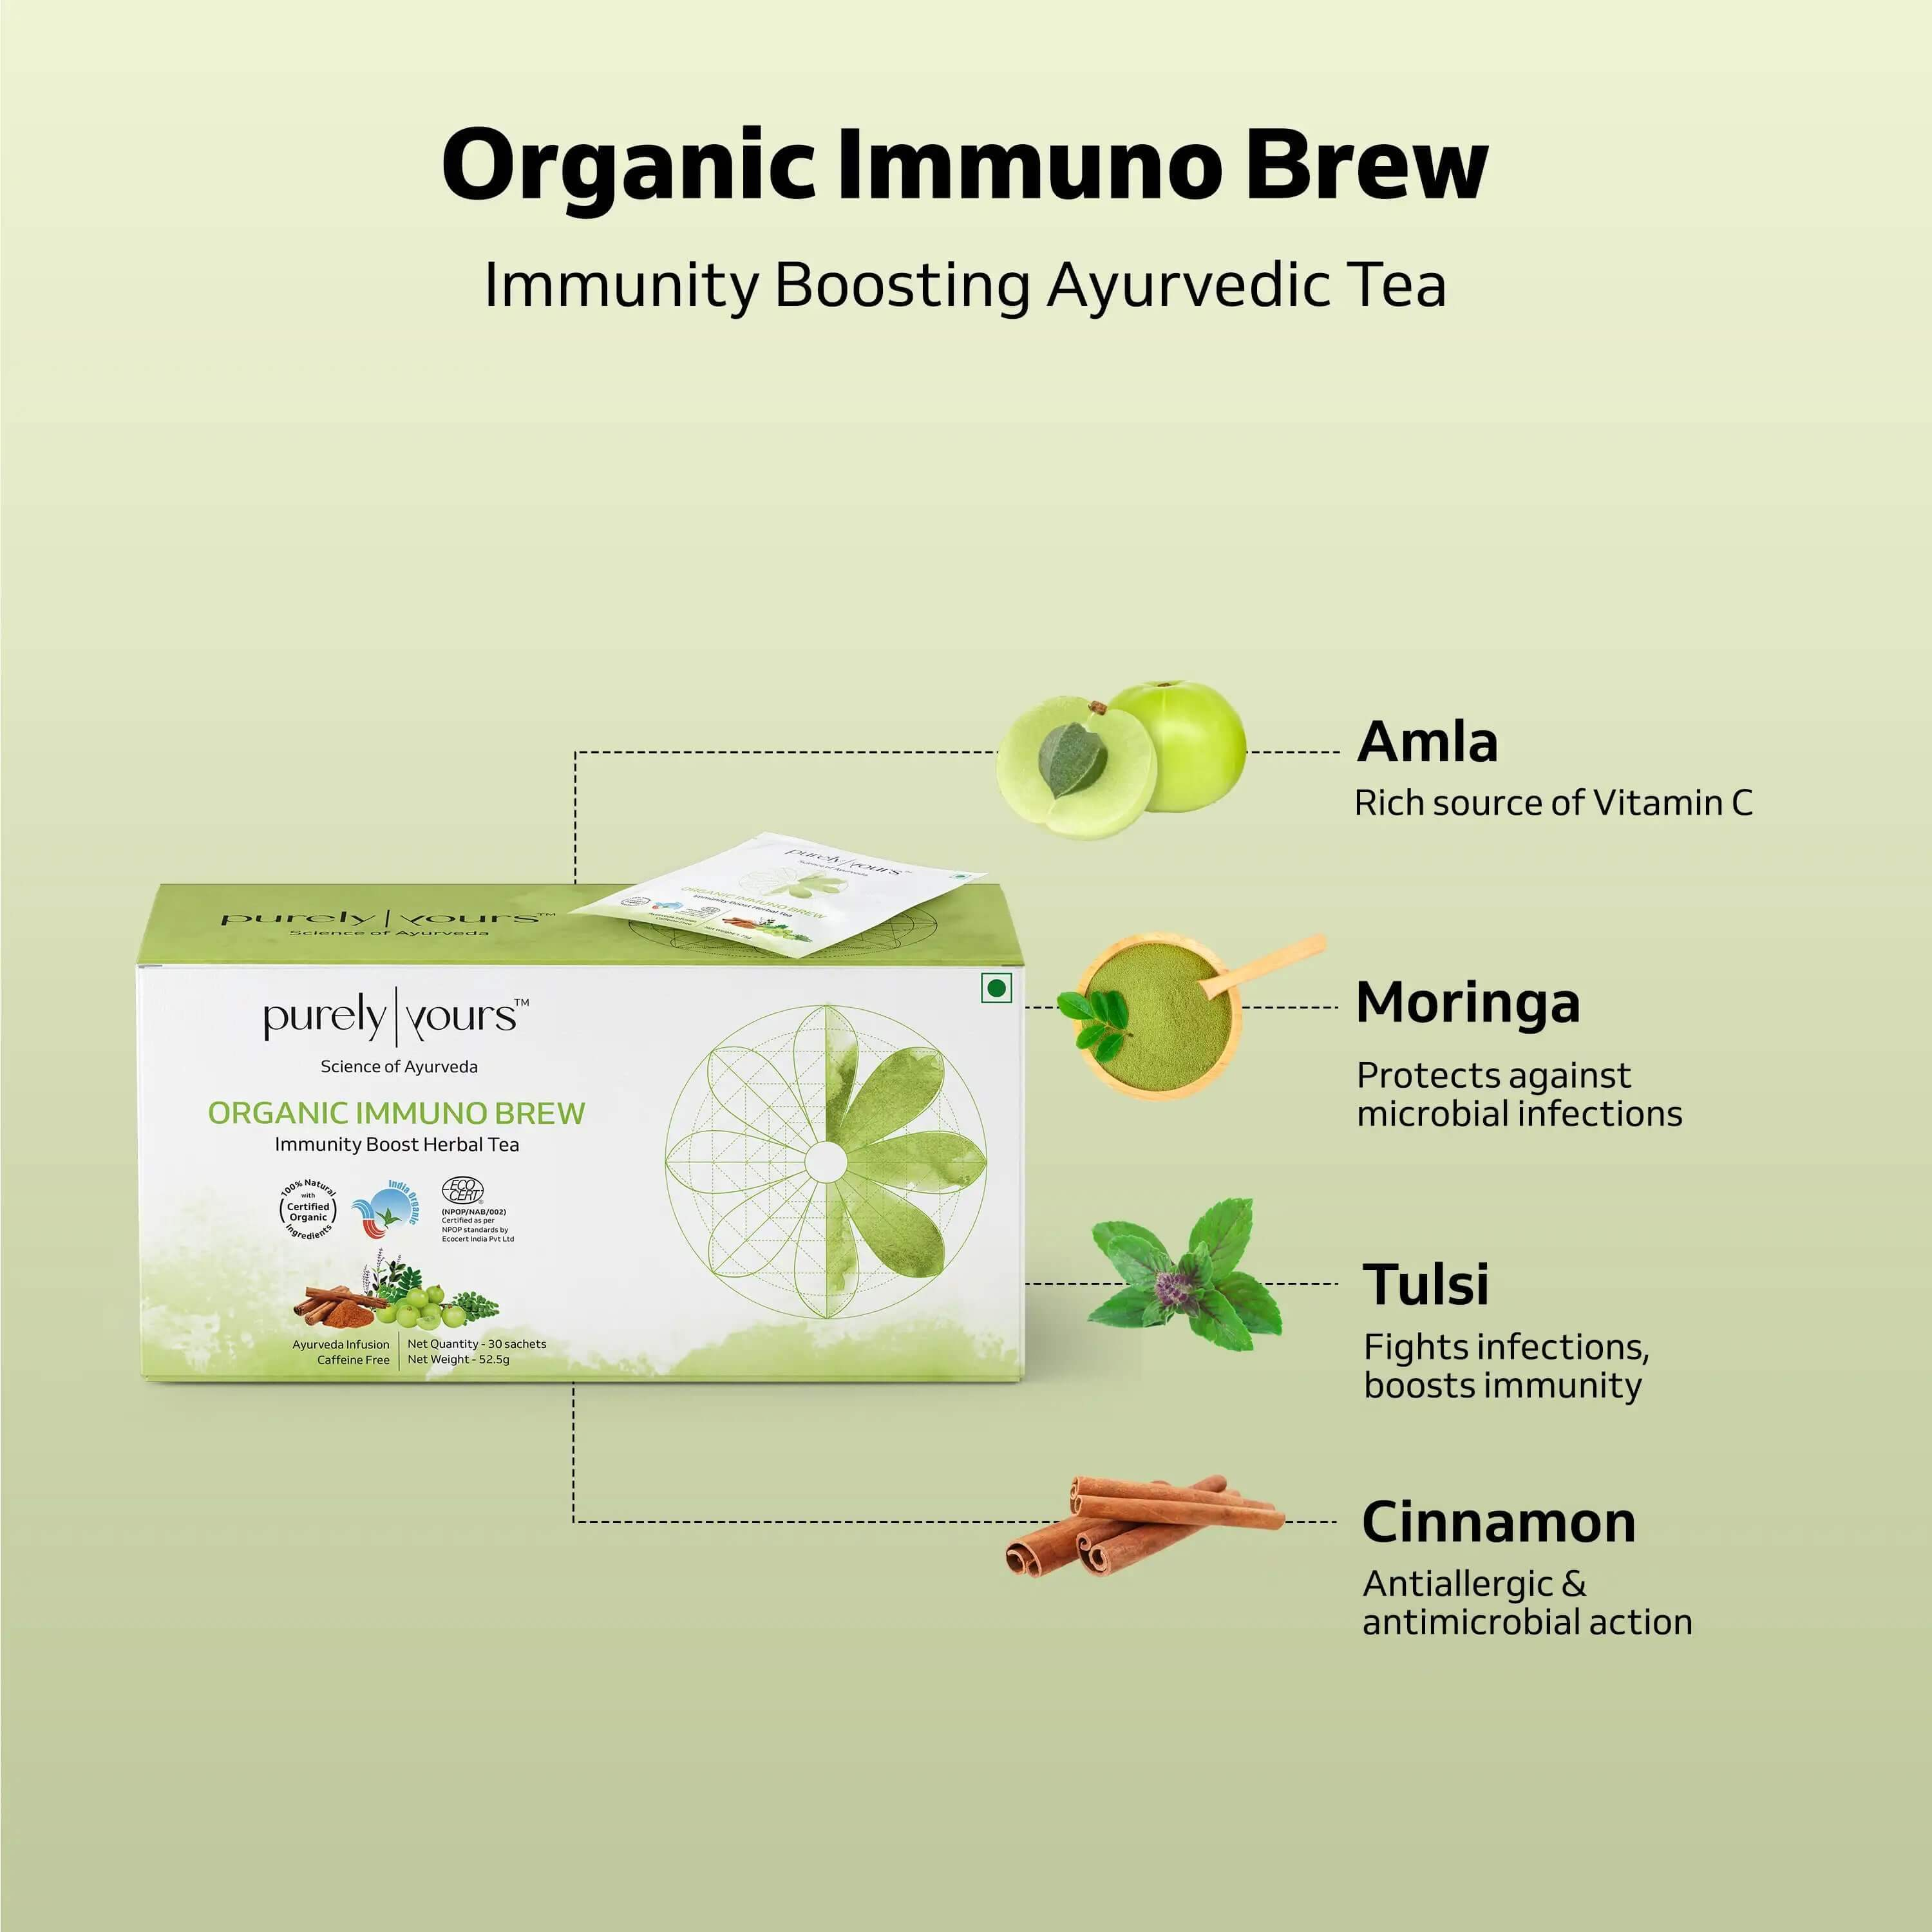 Organic Immuno Brew
Immunity Boosting Ayurvedic Tea
Amla
Rich source of Vitamin C
Moringa
Protects against
microbial infections
Tulsi
Fights infections,
boosts immunity
Cinnamon
Antiallergic &
antimicrobial action
purely|yours™
Science of Ayurveda
ORGANIC IMMUNO BREW
Immunity Boost Herbal Tea
purely|yours™
Science of Ayurveda
purely|yours™
Science of Ayurveda
ORGANIC IMMUNO BREW
Immunity Boost Herbal Tea
100% Natural
with
Certified
Organic
Ingredients
India Organic
ECO
CERT®
(NPOP/NAB/002)
Certified as per
NPOP standards by
Ecocert India Pvt Ltd
Ayurveda Infusion
Caffeine Free
Net Quantity - 30 sachets
Net Weight - 52.5g